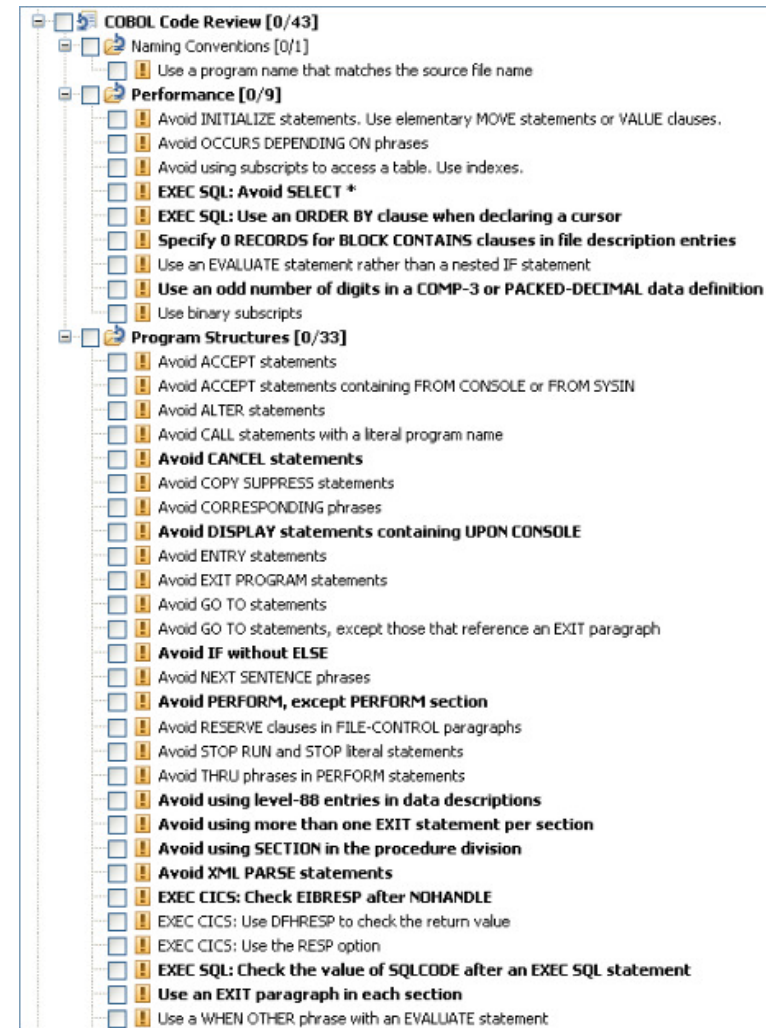 COBOL Code Review [0/43]
Naming Conventions [0/1]
Use a program name that matches the source file name
Performance [0/9]
Avoid INITIALIZE statements. Use elementary MOVE statements or VALUE clauses.
Avoid OCCURS DEPENDING ON phrases
Avoid using subscripts to access a table. Use indexes.
EXEC SQL: Avoid SELECT *
EXEC SQL: Use an ORDER BY clause when declaring a cursor
Specify 0 RECORDS for BLOCK CONTAINS clauses in file description entries
Use an EVALUATE statement rather than a nested IF statement
Use an odd number of digits in a COMP-3 or PACKED-DECIMAL data definition
Use binary subscripts
Program Structures [0/33]
Avoid ACCEPT statements
Avoid ACCEPT statements containing FROM CONSOLE or FROM SYSIN
Avoid ALTER statements
Avoid CALL statements with a literal program name
Avoid CANCEL statements
Avoid COPY SUPPRESS statements
Avoid CORRESPONDING phrases
Avoid DISPLAY statements containing UPON CONSOLE
Avoid ENTRY statements
Avoid EXIT PROGRAM statements
Avoid GO TO statements
Avoid GO TO statements, except those that reference an EXIT paragraph
Avoid IF without ELSE
Avoid NEXT SENTENCE phrases
Avoid PERFORM, except PERFORM section
Avoid RESERVE clauses in FILE-CONTROL paragraphs
Avoid STOP RUN and STOP literal statements
Avoid THRU phrases in PERFORM statements
Avoid using level-88 entries in data descriptions
Avoid using more than one EXIT statement per section
Avoid using SECTION in the procedure division
Avoid XML PARSE statements
EXEC CICS: Check EIBRESP after NOHANDLE
EXEC CICS: Use DFHRESP to check the return value
EXEC CICS: Use the RESP option
EXEC SQL: Check the value of SQLCODE after an EXEC SQL statement
Use an EXIT paragraph in each section
Use a WHEN OTHER phrase with an EVALUATE statement